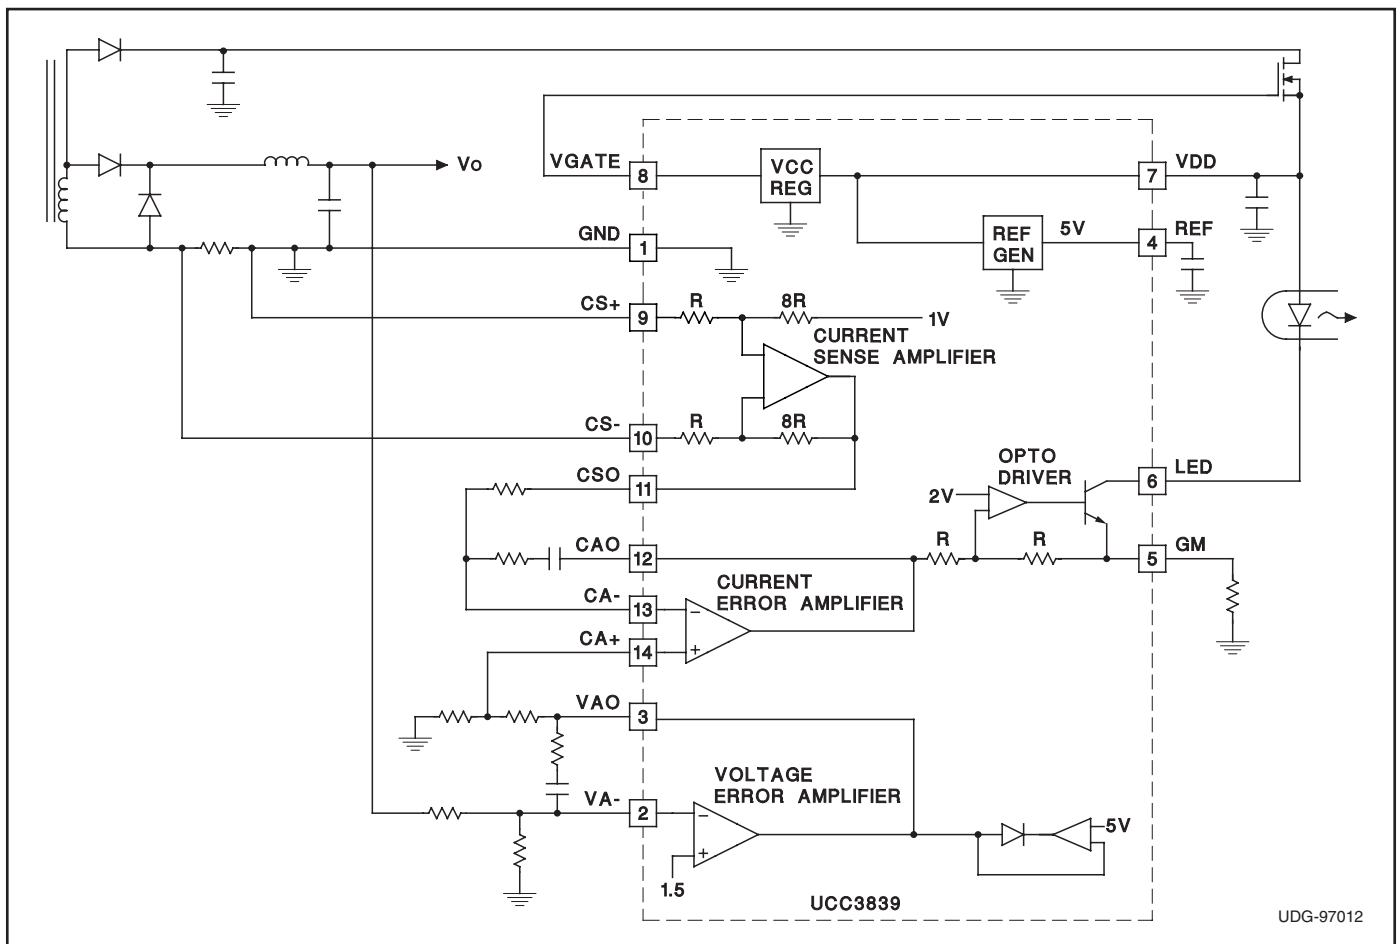 Vo
VGATE
8
VCC
REG
7
VDD
GND
1
REF
GEN
5V
4
REF
CS+
9
R
8R
1V
CURRENT
SENSE AMPLIFIER
CS-
10
R
8R
CSO
11
OPTO
DRIVER
2V
6
LED
CAO
12
R
R
5
GM
CURRENT
ERROR AMPLIFIER
CA-
13
−
CA+
14
+
VAO
3
VOLTAGE
ERROR AMPLIFIER
VA-
2
−
+
1.5
5V
UCC3839
UDG-97012